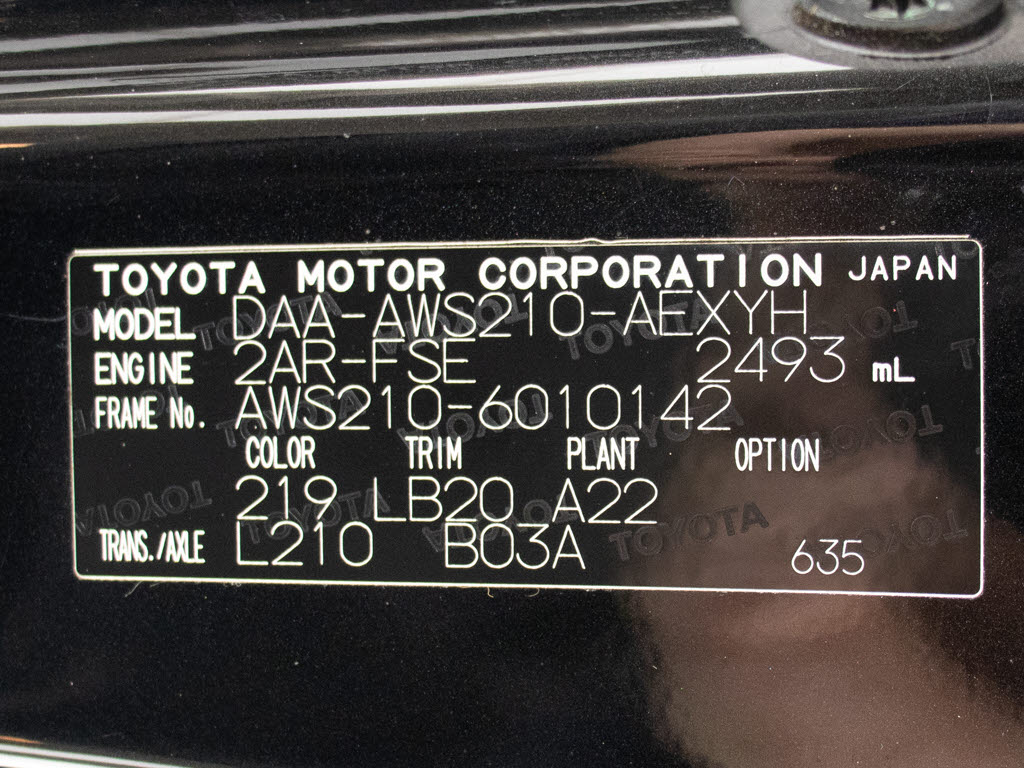 TOYOTA MOTOR CORPORATION JAPAN
MODEL DAA-AWS210-AEXYH
ENGINE 2AR-FSE 2493 mL
FRAME No. AWS210-6010142
COLOR TRIM PLANT OPTION
219 LB20 A22
TRANS./AXLE L210 B03A 635